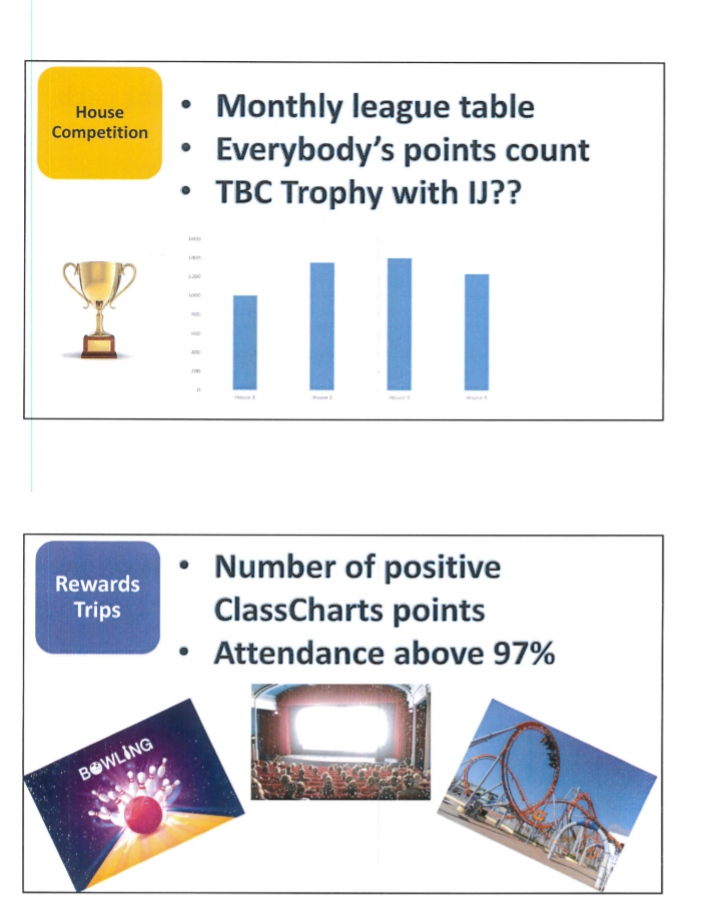 House
Competition
• Monthly league table
• Everybody's points count
• TBC Trophy with IJ??
1600
1400
1200
1000
800
600
400
200
0
House 1 House 2 House 3 House 4
Rewards
Trips
• Number of positive
ClassCharts points
• Attendance above 97%
BOWLING